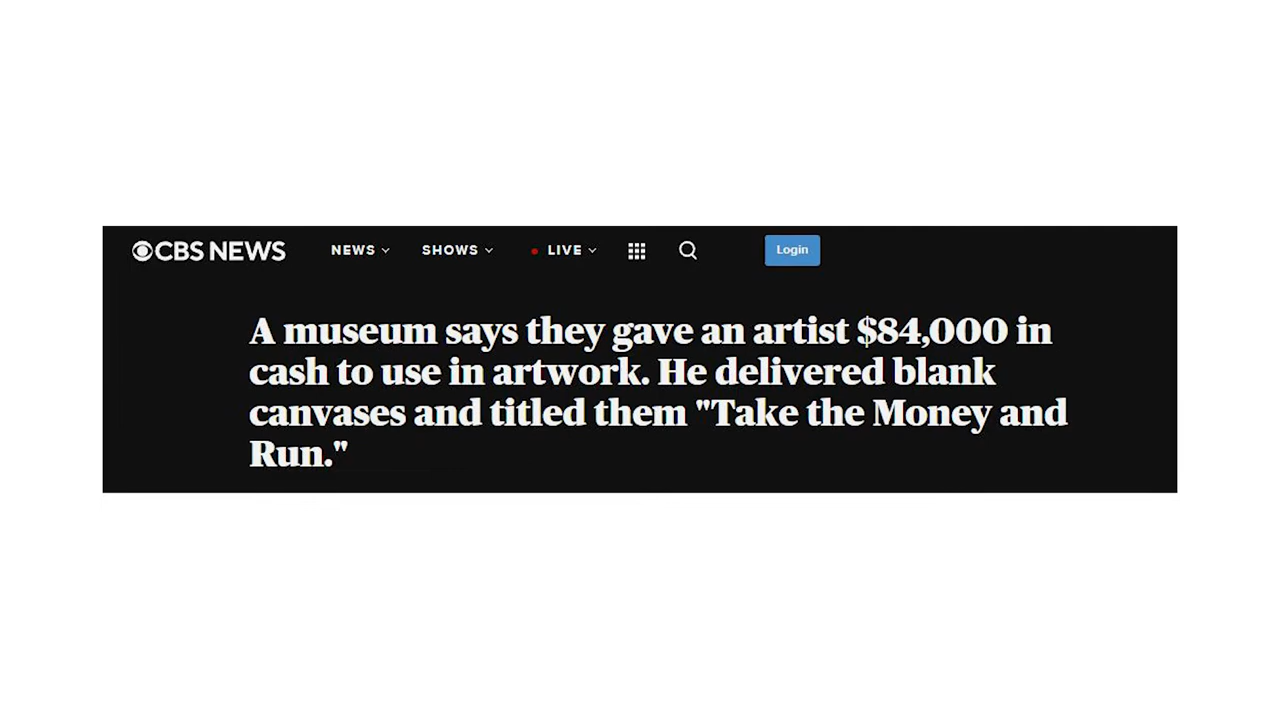 CBS NEWS NEWS SHOWS LIVE Login
A museum says they gave an artist $84,000 in
cash to use in artwork. He delivered blank
canvases and titled them "Take the Money and
Run."